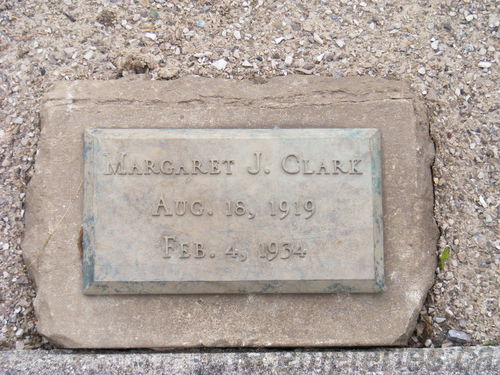 Margaret J. Clark
Aug. 18, 1919
Feb. 4, 1934